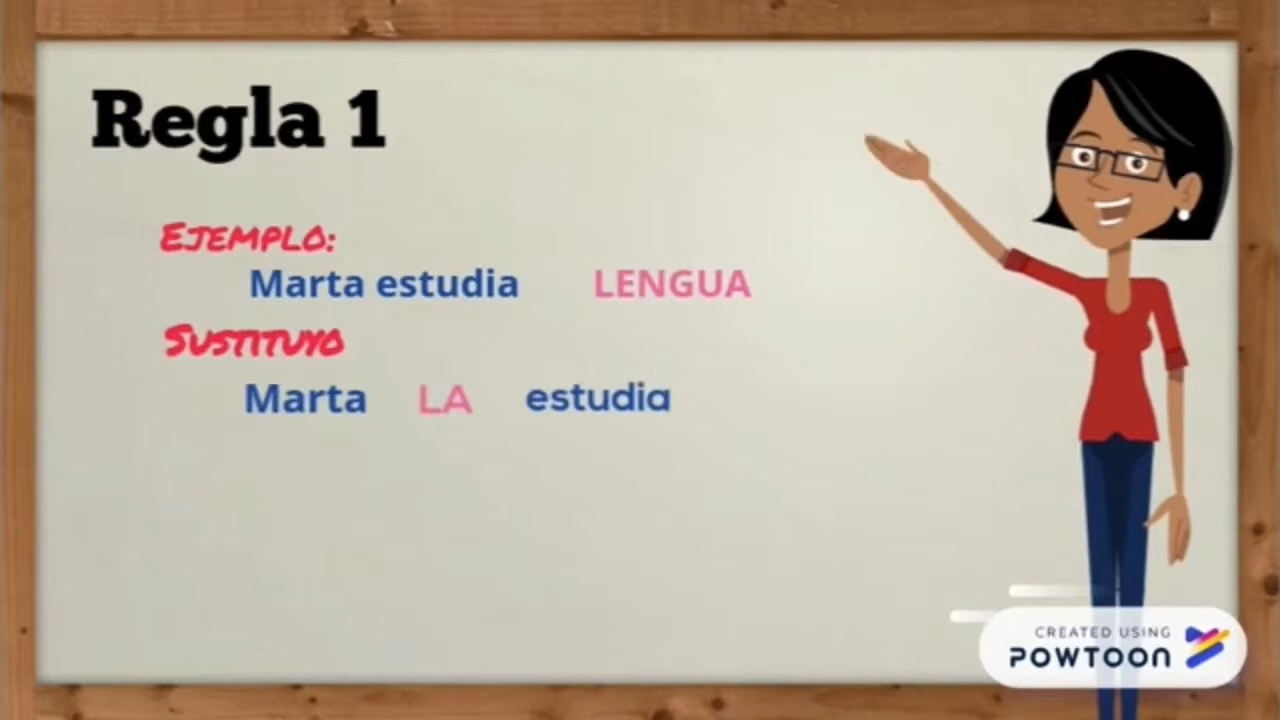 Regla 1
EJEMPLO:
Marta estudia LENGUA
SUSTITUYO
Marta LA estudia
CREATED USING
POWTOON